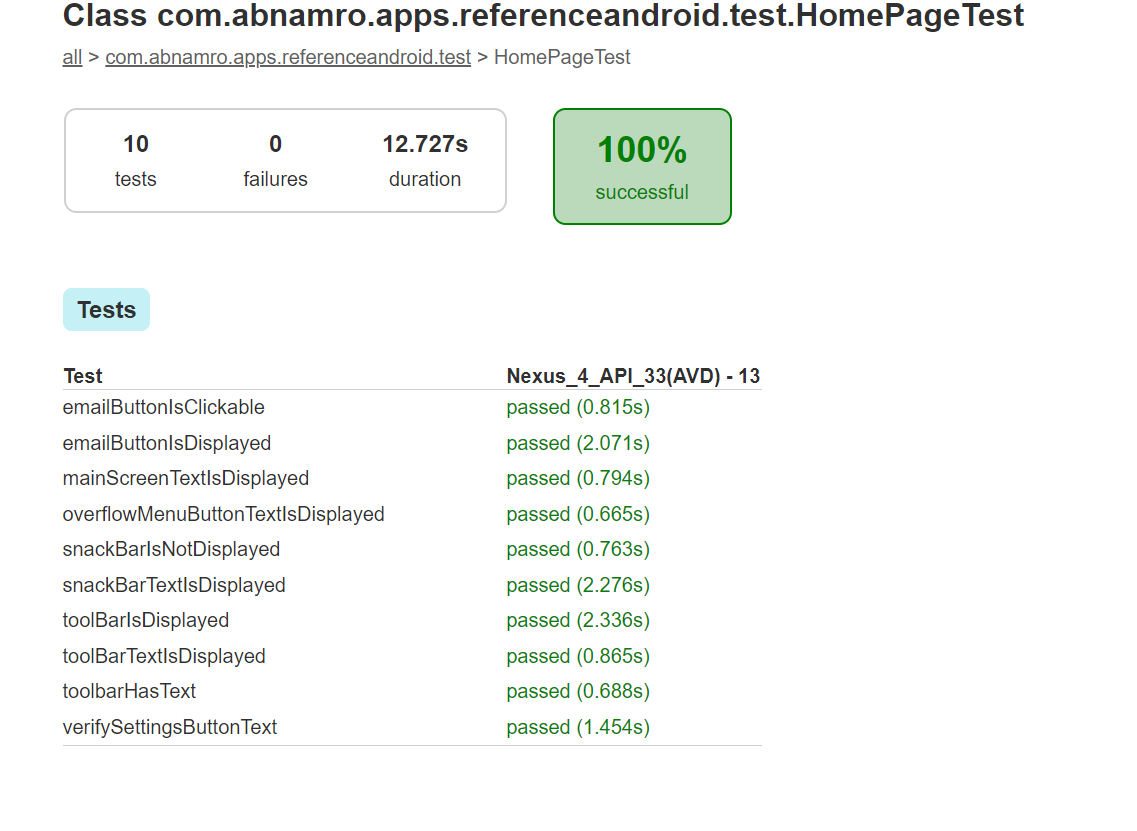 Class com.abnamro.apps.referenceandroid.test.HomePageTest
all > com.abnamro.apps.referenceandroid.test > HomePageTest
10 0 12.727s
tests failures duration
100%
successful
Tests
Test Nexus_4_API_33(AVD) - 13
emailButtonIsClickable passed (0.815s)
emailButtonIsDisplayed passed (2.071s)
mainScreenTextIsDisplayed passed (0.794s)
overflowMenuButtonTextIsDisplayed passed (0.665s)
snackBarIsNotDisplayed passed (0.763s)
snackBarTextIsDisplayed passed (2.276s)
toolBarIsDisplayed passed (2.336s)
toolBarTextIsDisplayed passed (0.865s)
toolbarHasText passed (0.688s)
verifySettingsButtonText passed (1.454s)